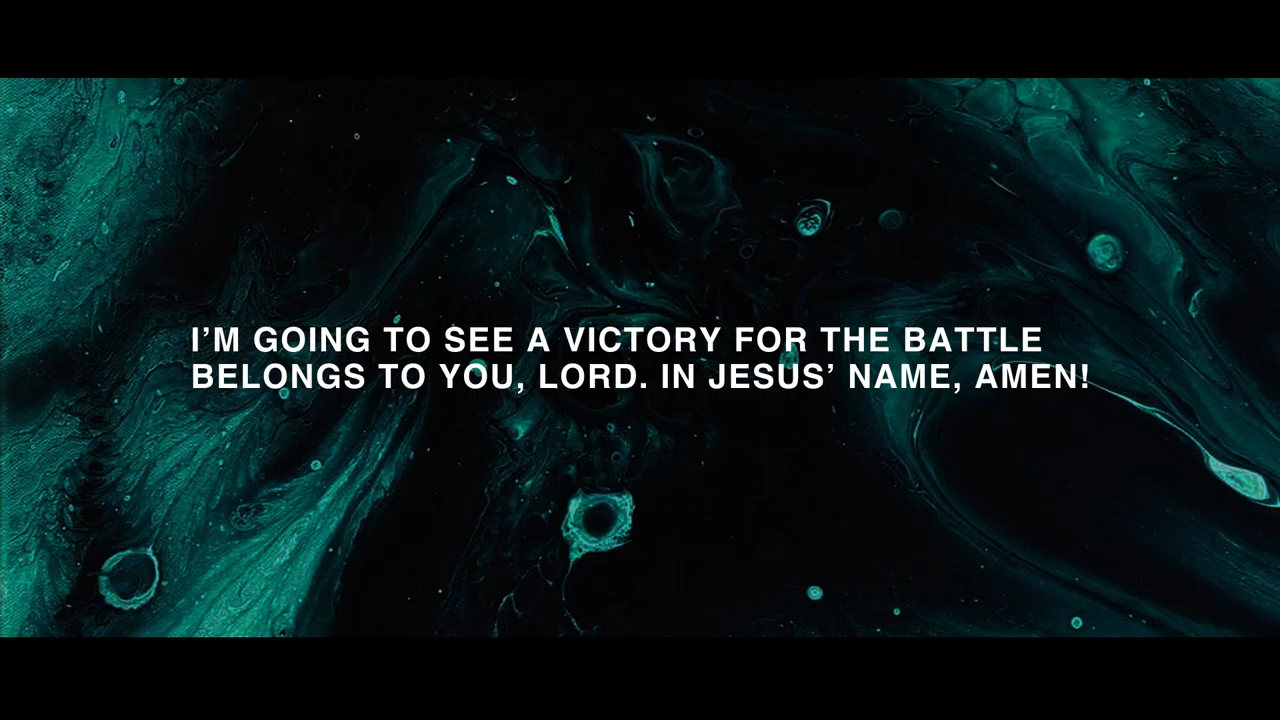 I’M GOING TO SEE A VICTORY FOR THE BATTLE
BELONGS TO YOU, LORD. IN JESUS’ NAME, AMEN!